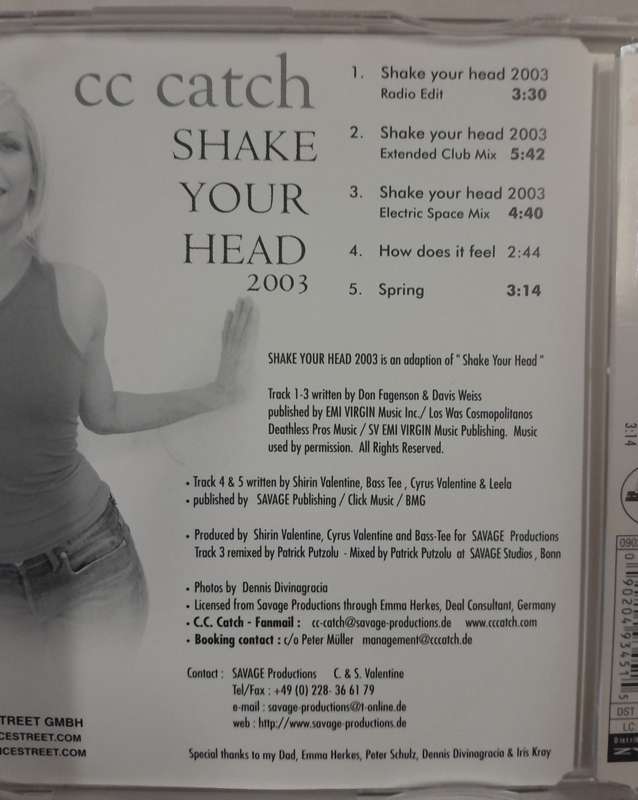 cc catch
SHAKE
YOUR
HEAD
2003
1. Shake your head 2003
Radio Edit 3:30
2. Shake your head 2003
Extended Club Mix 5:42
3. Shake your head 2003
Electric Space Mix 4:40
4. How does it feel 2:44
5. Spring 3:14
SHAKE YOUR HEAD 2003 is an adaption of " Shake Your Head "
Track 1-3 written by Don Fagenson & Davis Weiss
published by EMI VIRGIN Music Inc./ Los Was Cosmopolitanos
Deathless Pros Music / SV EMI VIRGIN Music Publishing. Music
used by permission. All Rights Reserved.
• Track 4 & 5 written by Shirin Valentine, Bass Tee , Cyrus Valentine & Leela
• published by SAVAGE Publishing / Click Music / BMG
• Produced by Shirin Valentine, Cyrus Valentine and Bass-Tee for SAVAGE Productions
Track 3 remixed by Patrick Putzolu - Mixed by Patrick Putzolu at SAVAGE Studios , Bonn
• Photos by Dennis Divinagracia
• Licensed from Savage Productions through Emma Herkes, Deal Consultant, Germany
• C.C. Catch - Fanmail : cc-catch@savage-productions.de www.cccatch.com
• Booking contact : c/o Peter Müller management@cccatch.de
Contact : SAVAGE Productions C. & S. Valentine
Tel/Fax : +49 (0) 228- 36 61 79
e-mail : savage-productions@t-online.de
web : http://www.savage-productions.de
Special thanks to my Dad, Emma Herkes, Peter Schulz, Dennis Divinagracia & Iris Kray
TREET GMBH
ICESTREET.COM
NCESTREET.COM
3:14
090
0 90204 93451 5
DST
LC